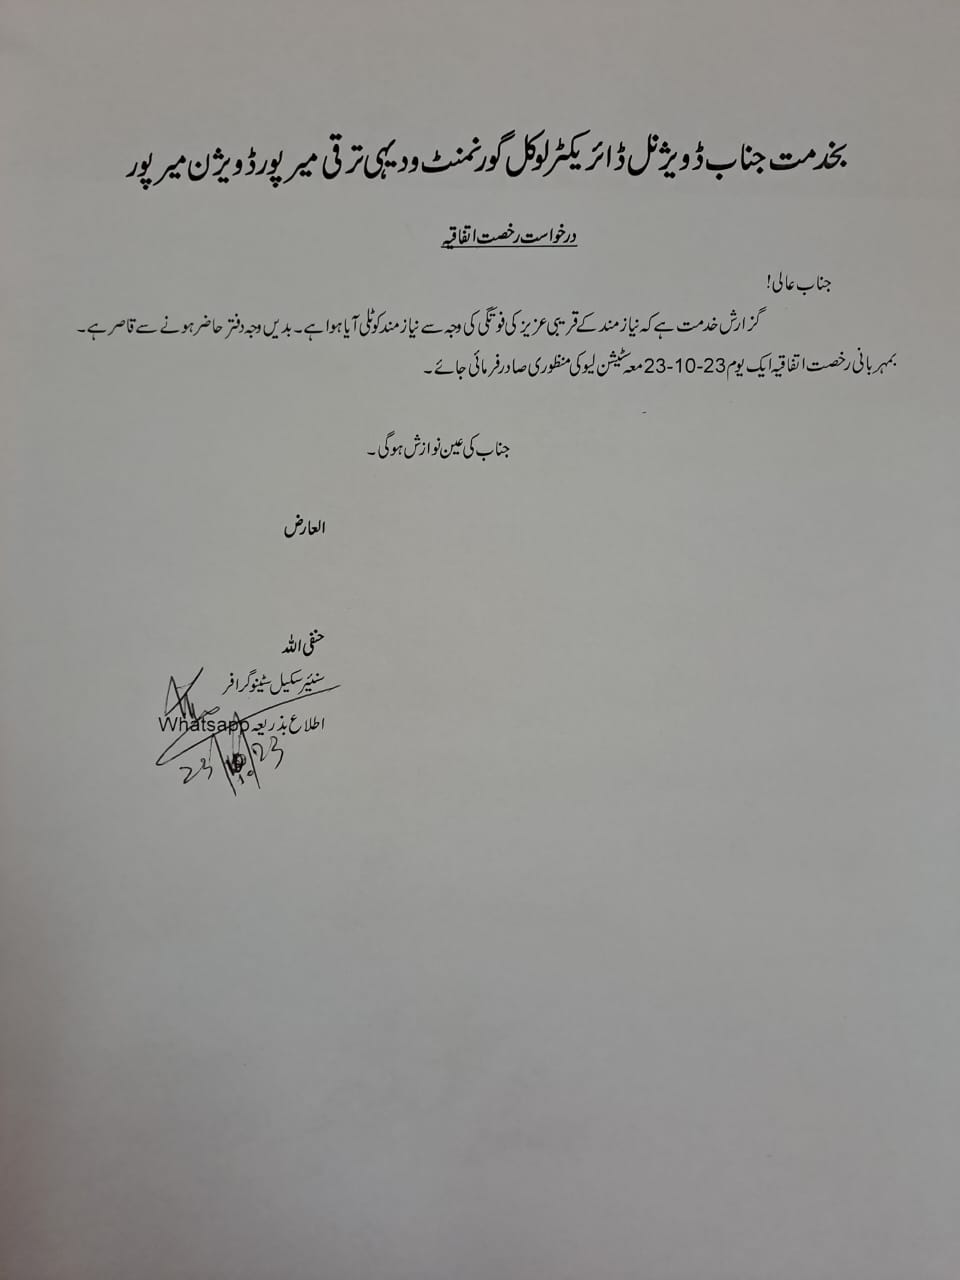 بخدمت جناب ڈویژنل ڈائریکٹر لوکل گورنمنٹ و دیہی ترقی میرپور ڈویژن میرپور
درخواست رخصت اتفاقیہ
جناب عالی!
گزارش خدمت ہے کہ نیاز مند کے قریبی عزیز کی فوتگی کی وجہ سے نیاز مند کوٹلی آیا ہوا ہے۔ بدیں وجہ دفتر حاضر ہونے سے قاصر ہے۔
بمہربانی رخصت اتفاقیہ ایک یوم 23-10-23 معہ سٹیشن لیو کی منظوری صادر فرمائی جائے۔
جناب کی عین نوازش ہوگی۔
العارض
حنفی اللہ
سنئیر سکیل سٹینوگرافر
اطلاع بذریعہ Whatsapp
23/10/23